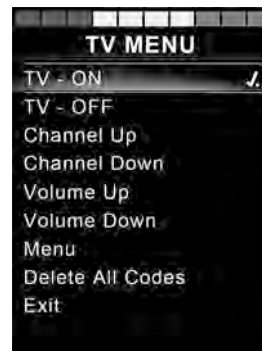 TV MENU
TV - ON
TV - OFF
Channel Up
Channel Down
Volume Up
Volume Down
Menu
Delete All Codes
Exit